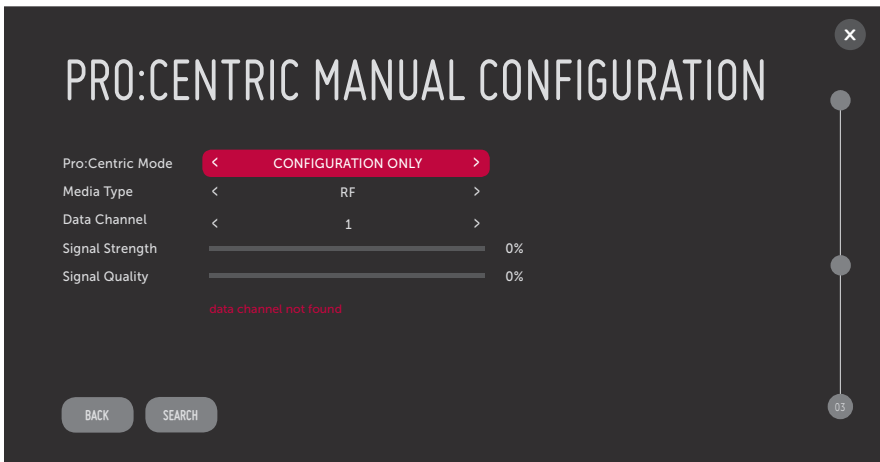 PRO:CENTRIC MANUAL CONFIGURATION
Pro:Centric Mode < CONFIGURATION ONLY >
Media Type < RF >
Data Channel < 1 >
Signal Strength 0%
Signal Quality 0%
data channel not found
BACK SEARCH
03